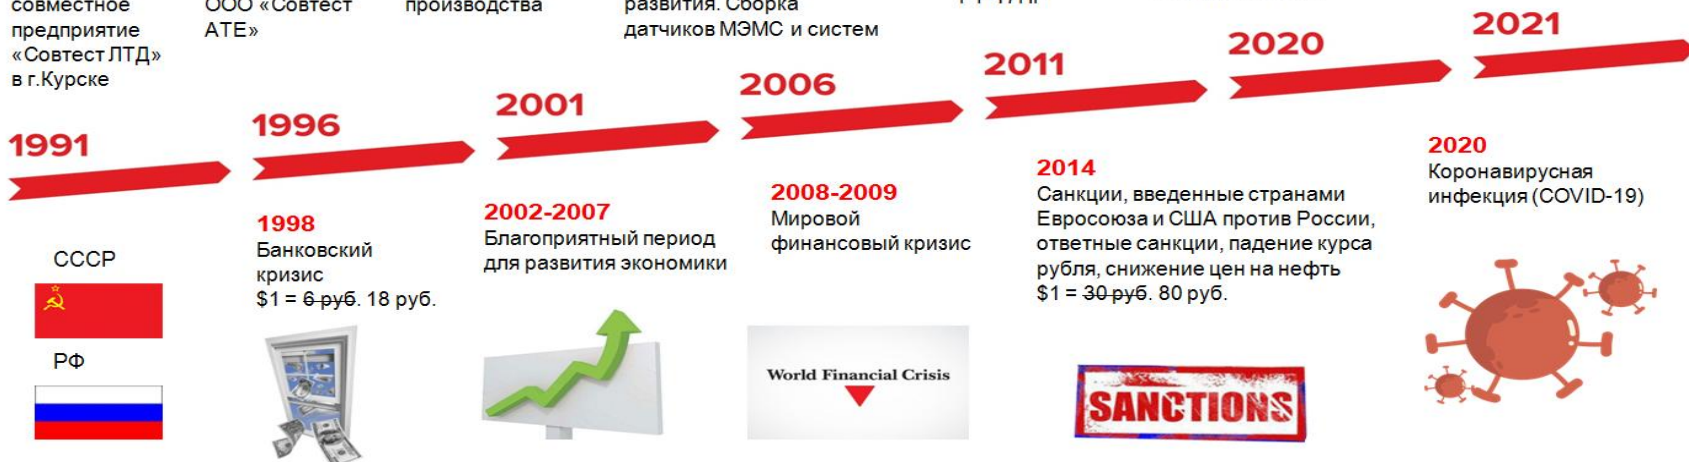 совместное
предприятие
«Совтест ЛТД»
в г.Курске
ООО «Совтест
АТЕ»
производства
развития. Сборка
датчиков МЭМС и систем
1991
1996
2001
2006
2011
2020
2021
СССР
РФ
1998
Банковский
кризис
$1 = 6 руб. 18 руб.
2002-2007
Благоприятный период
для развития экономики
2008-2009
Мировой
финансовый кризис
World Financial Crisis
2014
Санкции, введенные странами
Евросоюза и США против России,
ответные санкции, падение курса
рубля, снижение цен на нефть
$1 = 30 руб. 80 руб.
SANCTIONS
2020
Коронавирусная
инфекция (COVID-19)